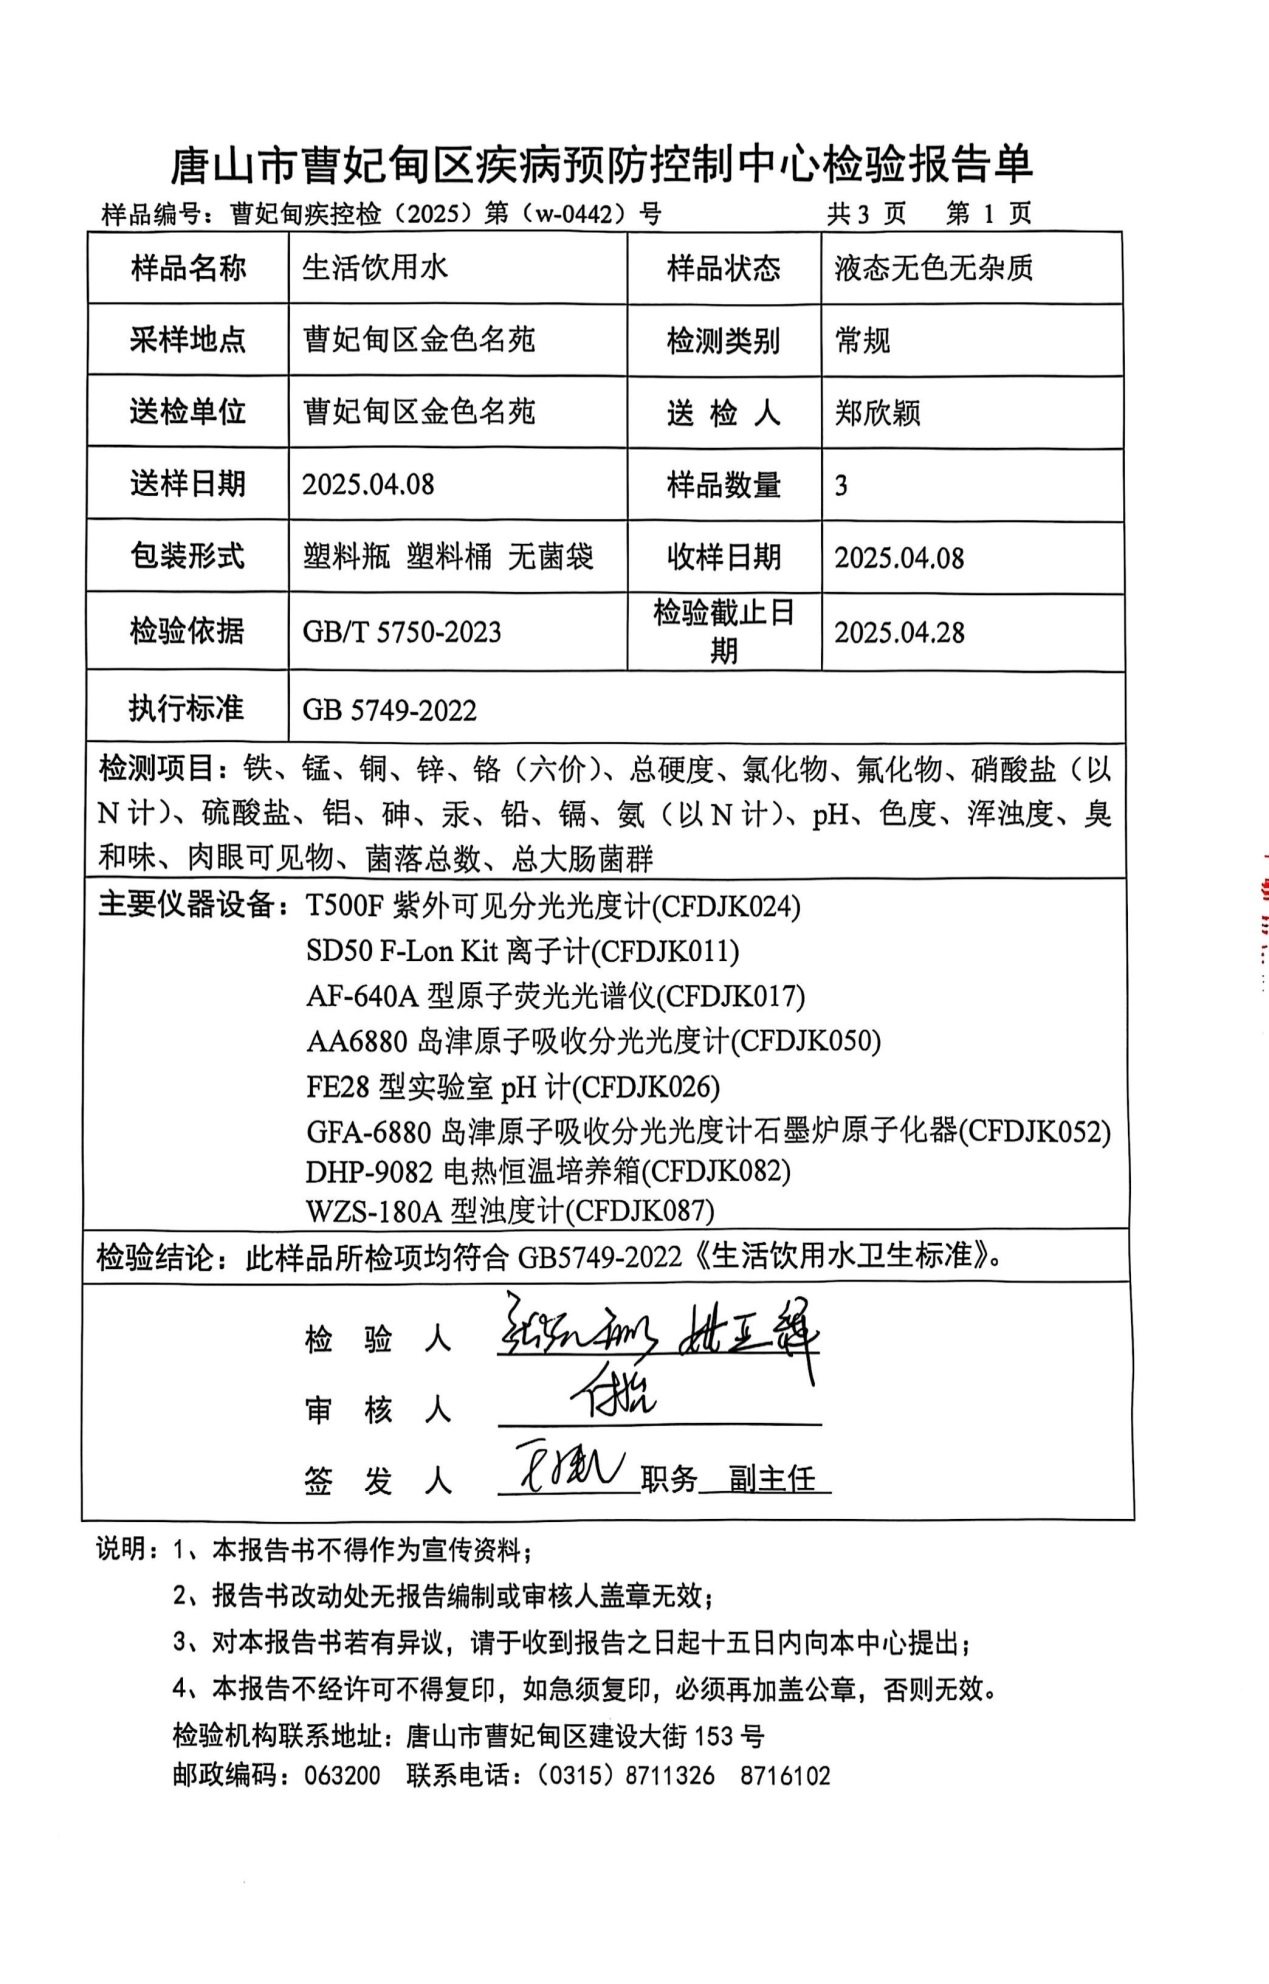 唐山市曹妃甸区疾病预防控制中心检验报告单
样品编号：曹妃甸疾控检（2025）第（w-0442）号 共3 页 第 1 页
样品名称 生活饮用水 样品状态 液态无色无杂质
采样地点 曹妃甸区金色名苑 检测类别 常规
送检单位 曹妃甸区金色名苑 送 检 人 郑欣颖
送样日期 2025.04.08 样品数量 3
包装形式 塑料瓶 塑料桶 无菌袋 收样日期 2025.04.08
检验依据 GB/T 5750-2023 检验截止日
期 2025.04.28
执行标准 GB 5749-2022
检测项目：铁、锰、铜、锌、铬（六价）、总硬度、氯化物、氟化物、硝酸盐（以
N 计）、硫酸盐、铝、砷、汞、铅、镉、氨（以 N 计）、pH、色度、浑浊度、臭
和味、肉眼可见物、菌落总数、总大肠菌群
主要仪器设备：T500F 紫外可见分光光度计(CFDJK024)
SD50 F-Lon Kit 离子计(CFDJK011)
AF-640A 型原子荧光光谱仪(CFDJK017)
AA6880 岛津原子吸收分光光度计(CFDJK050)
FE28 型实验室 pH 计(CFDJK026)
GFA-6880 岛津原子吸收分光光度计石墨炉原子化器(CFDJK052)
DHP-9082 电热恒温培养箱(CFDJK082)
WZS-180A 型浊度计(CFDJK087)
检验结论：此样品所检项均符合 GB5749-2022《生活饮用水卫生标准》。
检 验 人
审 核 人
签 发 人 职务 副主任
说明：1、本报告书不得作为宣传资料；
2、报告书改动处无报告编制或审核人盖章无效；
3、对本报告书若有异议，请于收到报告之日起十五日内向本中心提出；
4、本报告不经许可不得复印，如急须复印，必须再加盖公章，否则无效。
检验机构联系地址：唐山市曹妃甸区建设大街 153 号
邮政编码：063200 联系电话：（0315）8711326 8716102